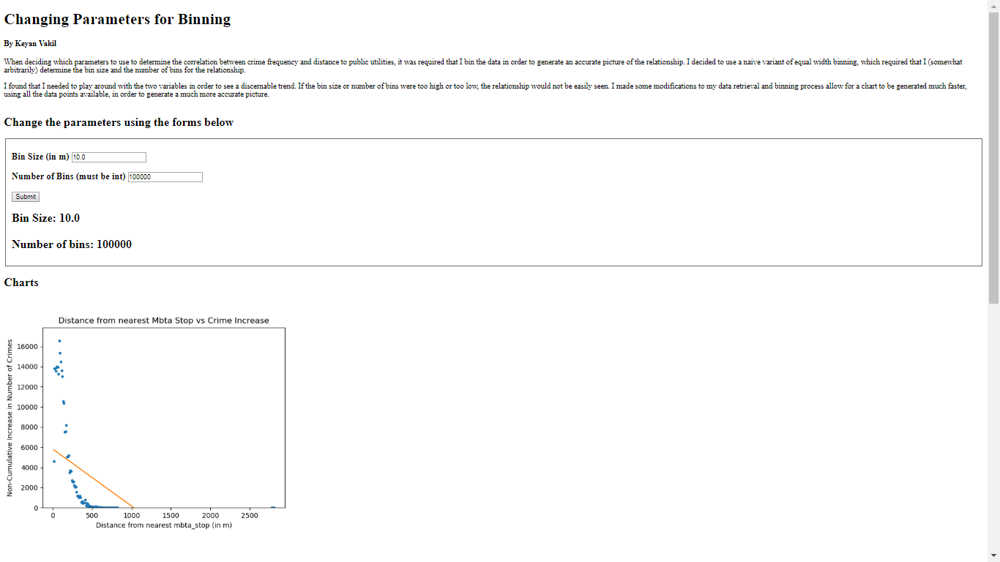 Changing Parameters for Binning
By Keyan Vakil
When deciding which parameters to use to determine the correlation between crime frequency and distance to public utilities, it was required that I bin the data in order to generate an accurate picture of the relationship. I decided to use a naive variant of equal width binning, which required that I (somewhat
arbitrarily) determine the bin size and the number of bins for the relationship.
I found that I needed to play around with the two variables in order to see a discernable trend. If the bin size or number of bins were too high or too low, the relationship would not be easily seen. I made some modifications to my data retrieval and binning process allow for a chart to be generated much faster,
using all the data points available, in order to generate a much more accurate picture.
Change the parameters using the forms below
Bin Size (in m) 10.0
Number of Bins (must be int) 100000
Submit
Bin Size: 10.0
Number of bins: 100000
Charts
Distance from nearest Mbta Stop vs Crime Increase
Non-Cumulative Increase in Number of Crimes
16000
14000
12000
10000
8000
6000
4000
2000
0
0 500 1000 1500 2000 2500
Distance from nearest mbta_stop (in m)